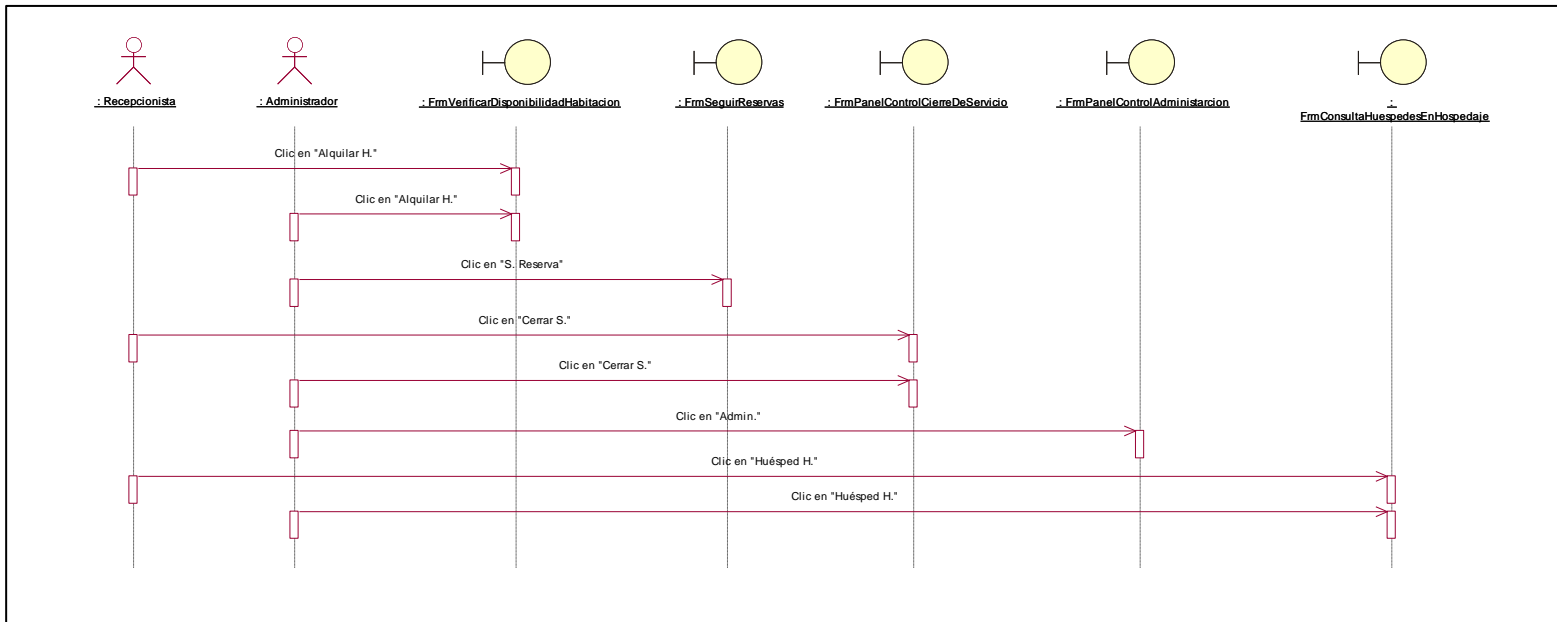 : Recepcionista
: Administrador
: FrmVerificarDisponibilidadHabitacion
: FrmSeguirReservas
: FrmPanelControlCierreDeServicio
: FrmPanelControlAdministarcion
:
FrmConsultaHuespedesEnHospedaje
Clic en "Alquilar H."
Clic en "Alquilar H."
Clic en "S. Reserva"
Clic en "Cerrar S."
Clic en "Cerrar S."
Clic en "Admin."
Clic en "Huésped H."
Clic en "Huésped H."